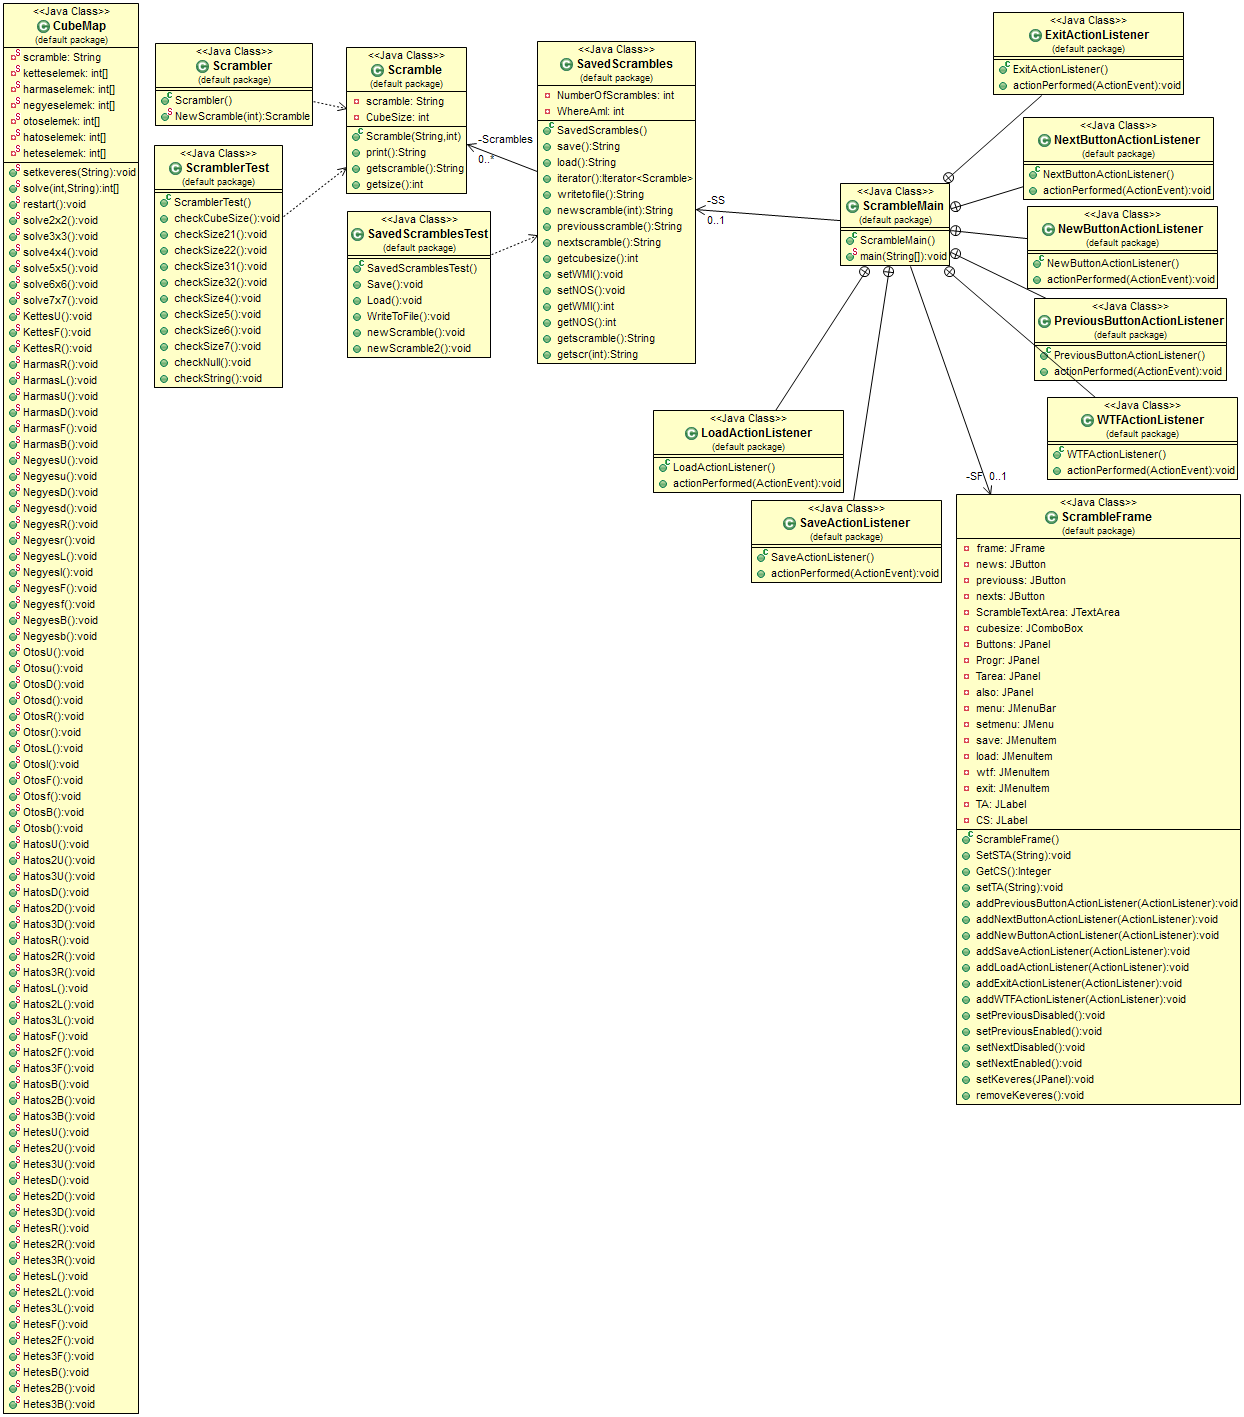 <<Java Class>>
CubeMap
(default package)
scramble: String
ketteselemek: int[]
harmaselemek: int[]
negyeselemek: int[]
otoselemek: int[]
hatoselemek: int[]
heteselemek: int[]
setkeveres(String):void
solve(int,String):int[]
restart():void
solve2x2():void
solve3x3():void
solve4x4():void
solve5x5():void
solve6x6():void
solve7x7():void
KettesU():void
KettesF():void
KettesR():void
HarmasR():void
HarmasL():void
HarmasU():void
HarmasD():void
HarmasF():void
HarmasB():void
NegyesU():void
Negyesu():void
NegyesD():void
Negyesd():void
NegyesR():void
Negyesr():void
NegyesL():void
Negyesl():void
NegyesF():void
Negyesf():void
NegyesB():void
Negyesb():void
OtosU():void
Otosu():void
OtosD():void
Otosd():void
OtosR():void
Otosr():void
OtosL():void
Otosl():void
OtosF():void
Otosf():void
OtosB():void
Otosb():void
HatosU():void
Hatos2U():void
Hatos3U():void
HatosD():void
Hatos2D():void
Hatos3D():void
HatosR():void
Hatos2R():void
Hatos3R():void
HatosL():void
Hatos2L():void
Hatos3L():void
HatosF():void
Hatos2F():void
Hatos3F():void
HatosB():void
Hatos2B():void
Hatos3B():void
HetesU():void
Hetes2U():void
Hetes3U():void
HetesD():void
Hetes2D():void
Hetes3D():void
HetesR():void
Hetes2R():void
Hetes3R():void
HetesL():void
Hetes2L():void
Hetes3L():void
HetesF():void
Hetes2F():void
Hetes3F():void
HetesB():void
Hetes2B():void
Hetes3B():void
<<Java Class>>
Scrambler
(default package)
Scrambler()
NewScramble(int):Scramble
<<Java Class>>
ScramblerTest
(default package)
ScramblerTest()
checkCubeSize():void
checkSize21():void
checkSize22():void
checkSize31():void
checkSize32():void
checkSize4():void
checkSize5():void
checkSize6():void
checkSize7():void
checkNull():void
checkString():void
<<Java Class>>
Scramble
(default package)
scramble: String
CubeSize: int
Scramble(String,int)
print():String
getscramble():String
getsize():int
<<Java Class>>
SavedScramblesTest
(default package)
SavedScramblesTest()
Save():void
Load():void
WriteToFile():void
newScramble():void
newScramble2():void
-Scrambles
0..*
<<Java Class>>
SavedScrambles
(default package)
NumberOfScrambles: int
WhereAmI: int
SavedScrambles()
save():String
load():String
iterator():Iterator<Scramble>
writetofile():String
newscramble(int):String
previousscramble():String
nextscramble():String
getcubesize():int
setWMI():void
setNOS():void
getWMI():int
getNOS():int
getscramble():String
getscr(int):String
-SS
0..1
<<Java Class>>
ScrambleMain
(default package)
ScrambleMain()
main(String[]):void
<<Java Class>>
ExitActionListener
(default package)
ExitActionListener()
actionPerformed(ActionEvent):void
<<Java Class>>
NextButtonActionListener
(default package)
NextButtonActionListener()
actionPerformed(ActionEvent):void
<<Java Class>>
NewButtonActionListener
(default package)
NewButtonActionListener()
actionPerformed(ActionEvent):void
<<Java Class>>
PreviousButtonActionListener
(default package)
PreviousButtonActionListener()
actionPerformed(ActionEvent):void
<<Java Class>>
WTFActionListener
(default package)
WTFActionListener()
actionPerformed(ActionEvent):void
<<Java Class>>
LoadActionListener
(default package)
LoadActionListener()
actionPerformed(ActionEvent):void
<<Java Class>>
SaveActionListener
(default package)
SaveActionListener()
actionPerformed(ActionEvent):void
-SF 0..1
<<Java Class>>
ScrambleFrame
(default package)
frame: JFrame
news: JButton
previouss: JButton
nexts: JButton
ScrambleTextArea: JTextArea
cubesize: JComboBox
Buttons: JPanel
Progr: JPanel
Tarea: JPanel
also: JPanel
menu: JMenuBar
setmenu: JMenu
save: JMenuItem
load: JMenuItem
wtf: JMenuItem
exit: JMenuItem
TA: JLabel
CS: JLabel
ScrambleFrame()
SetSTA(String):void
GetCS():Integer
setTA(String):void
addPreviousButtonActionListener(ActionListener):void
addNextButtonActionListener(ActionListener):void
addNewButtonActionListener(ActionListener):void
addSaveActionListener(ActionListener):void
addLoadActionListener(ActionListener):void
addExitActionListener(ActionListener):void
addWTFActionListener(ActionListener):void
setPreviousDisabled():void
setPreviousEnabled():void
setNextDisabled():void
setNextEnabled():void
setKeveres(JPanel):void
removeKeveres():void